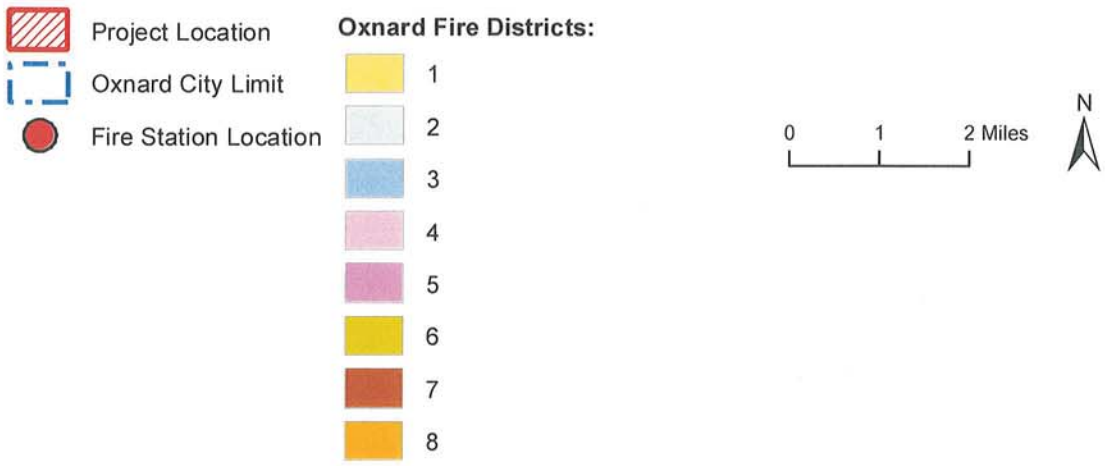 Project Location
Oxnard City Limit
Fire Station Location
Oxnard Fire Districts:
1
2
3
4
5
6
7
8
0 1 2 Miles
N